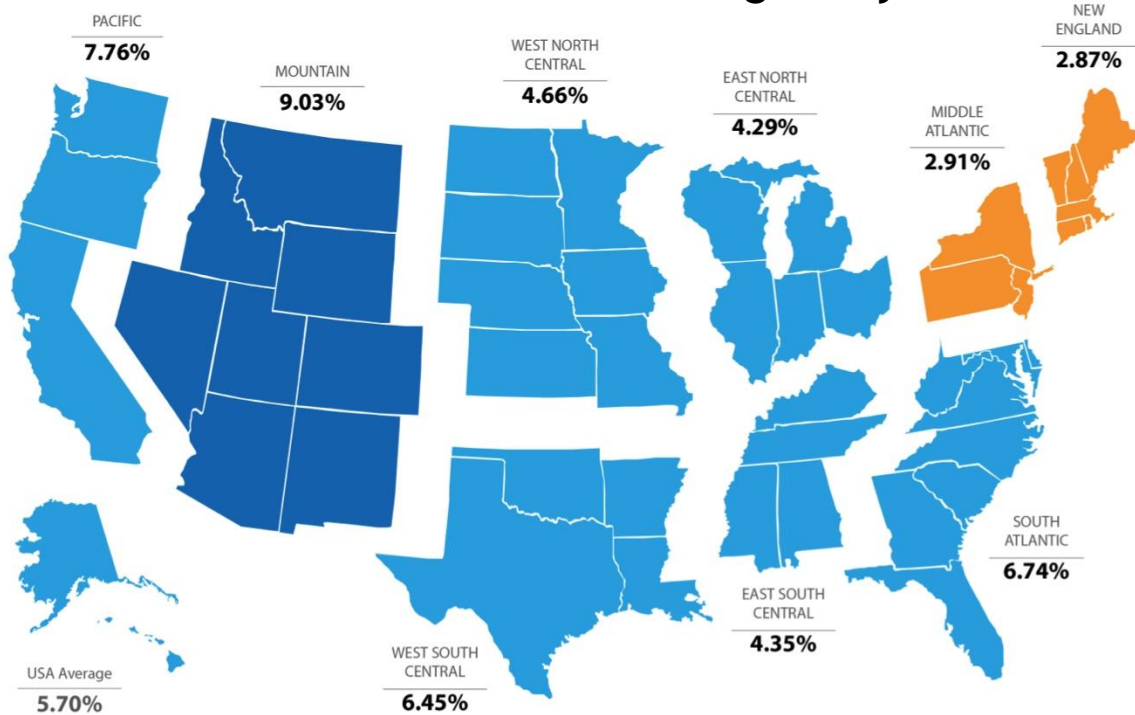 PACIFIC
7.76%
MOUNTAIN
9.03%
WEST NORTH
CENTRAL
4.66%
EAST NORTH
CENTRAL
4.29%
MIDDLE
ATLANTIC
2.91%
NEW
ENGLAND
2.87%
USA Average
5.70%
WEST SOUTH
CENTRAL
6.45%
EAST SOUTH
CENTRAL
4.35%
SOUTH
ATLANTIC
6.74%